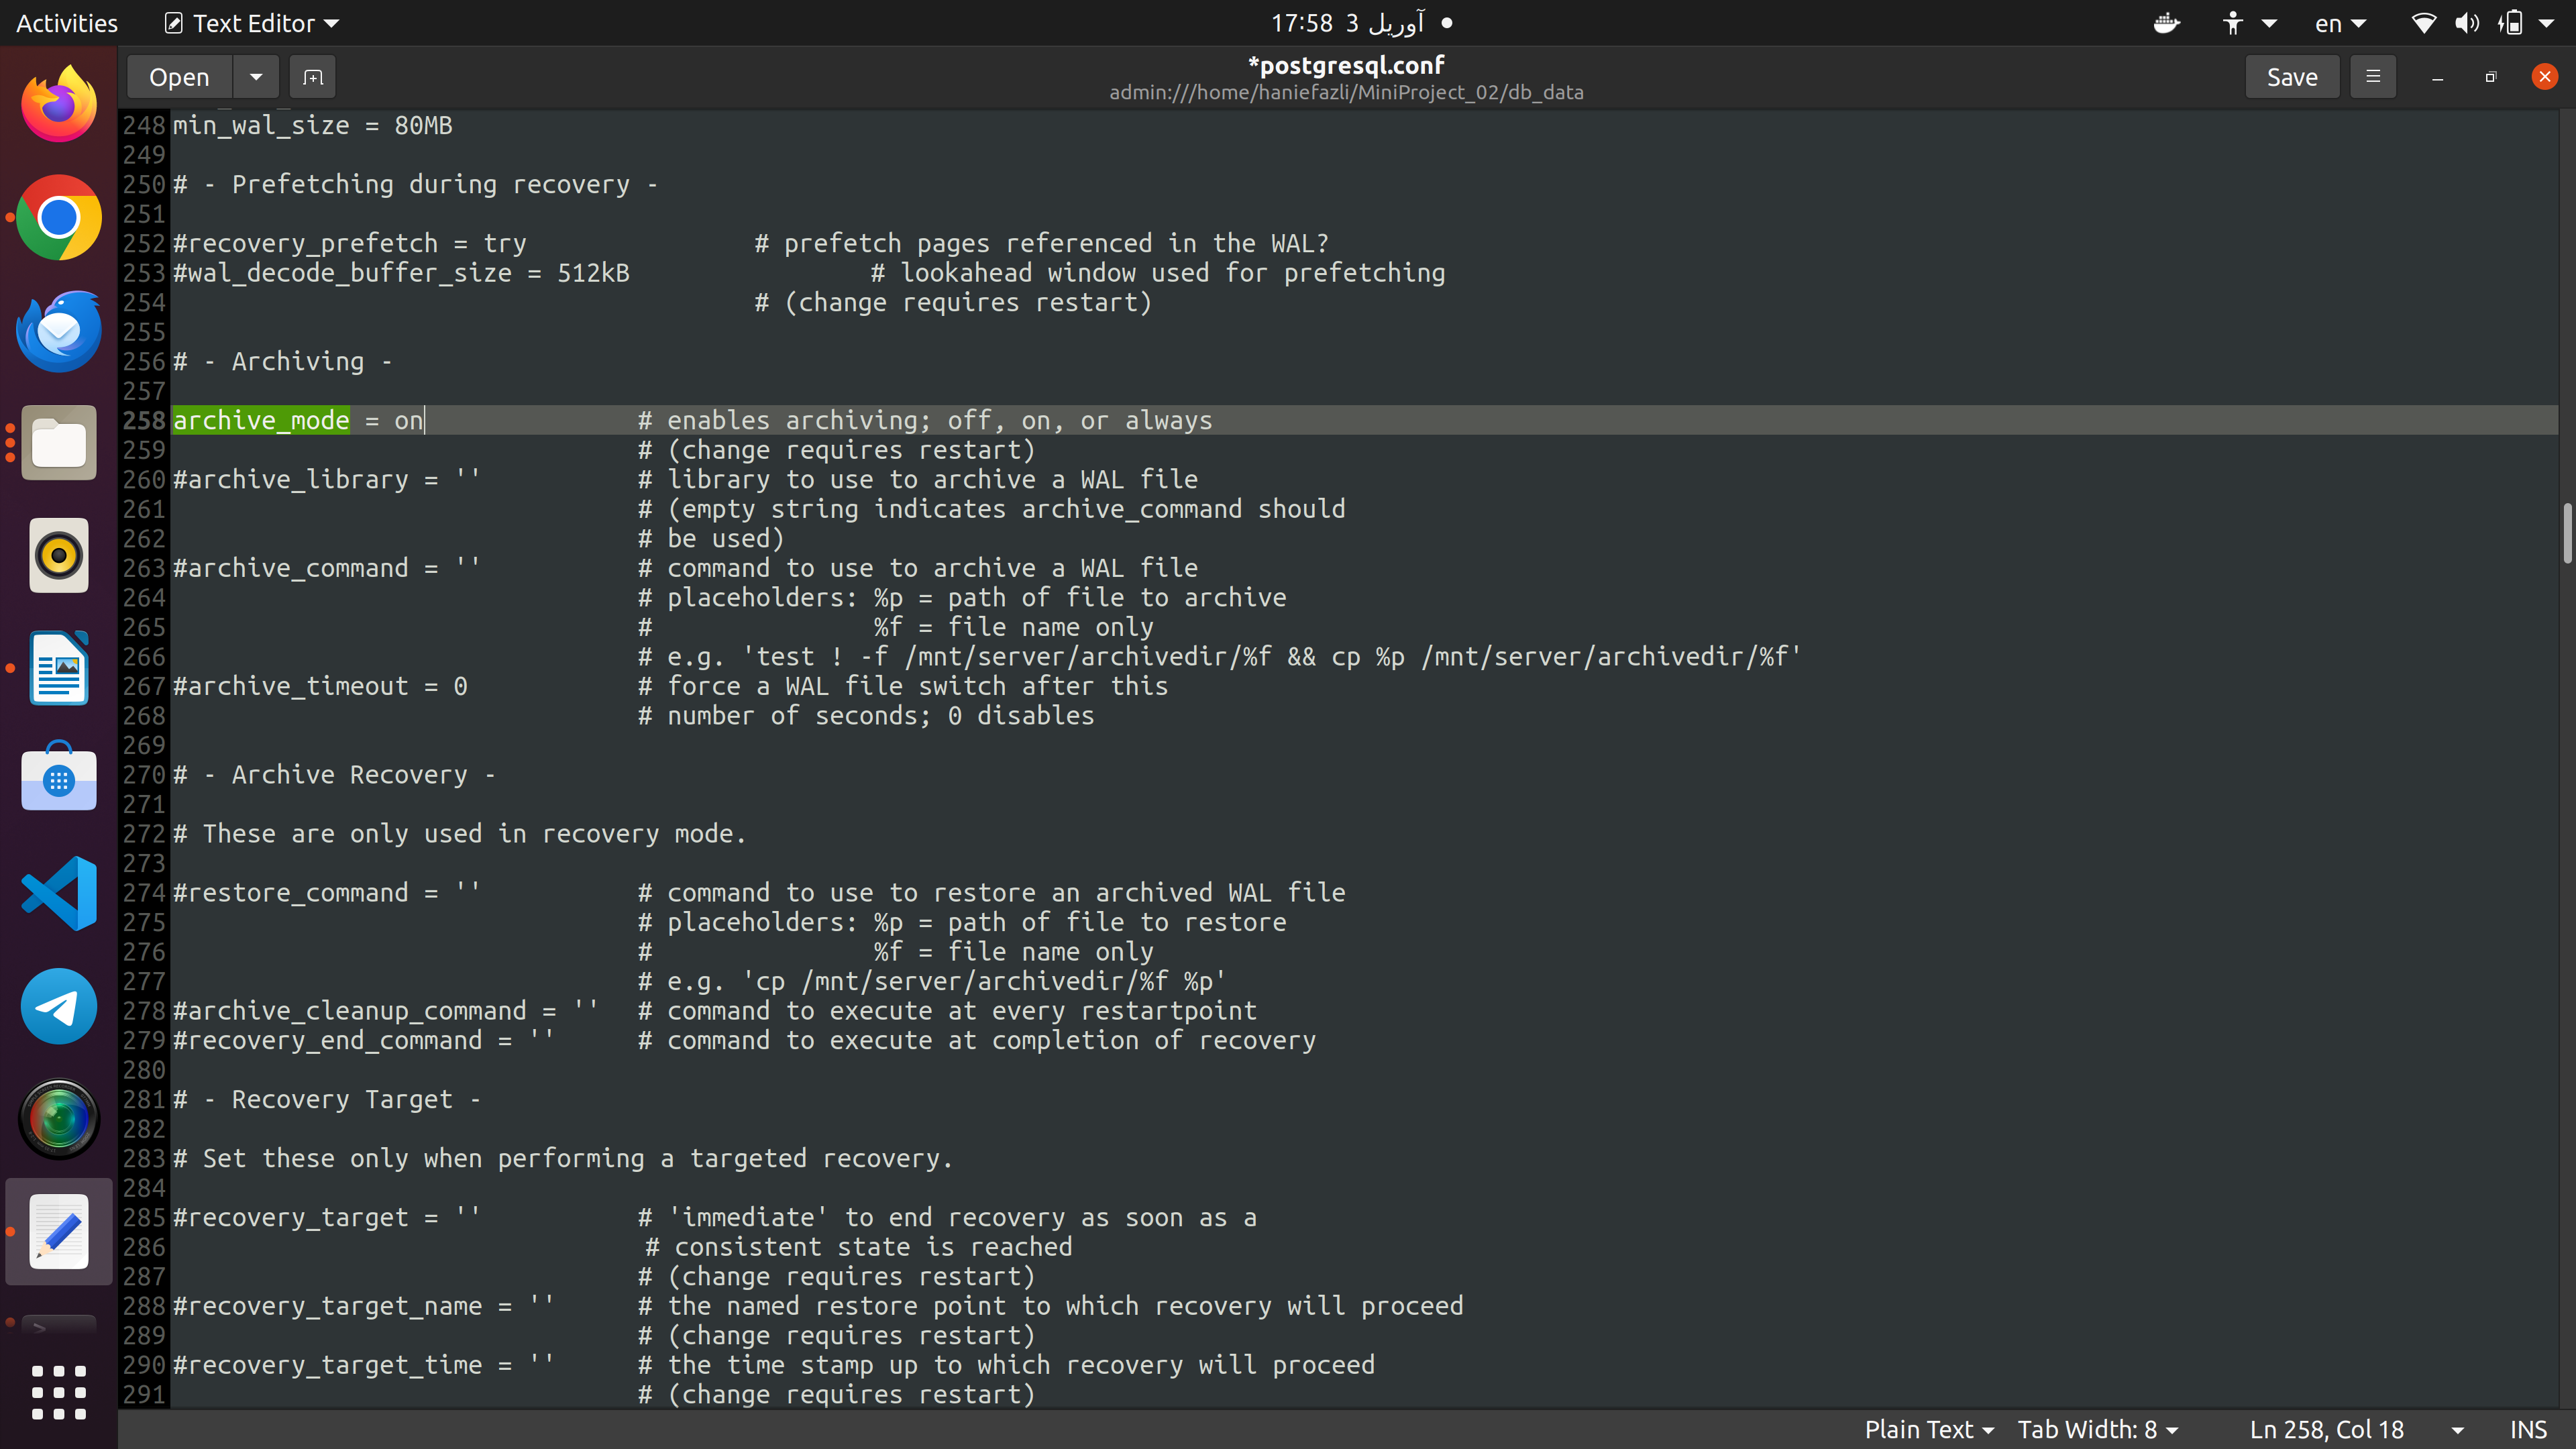 Activities Text Editor 17:58 3 آوریل en
Open *postgresql.conf Save
admin:///home/haniefazli/MiniProject_02/db_data
248 min_wal_size = 80MB
249
250 # - Prefetching during recovery -
251
252 #recovery_prefetch = try # prefetch pages referenced in the WAL?
253 #wal_decode_buffer_size = 512kB # lookahead window used for prefetching
254 # (change requires restart)
255
256 # - Archiving -
257
258 archive_mode = on # enables archiving; off, on, or always
259 # (change requires restart)
260 #archive_library = '' # library to use to archive a WAL file
261 # (empty string indicates archive_command should
262 # be used)
263 #archive_command = '' # command to use to archive a WAL file
264 # placeholders: %p = path of file to archive
265 # %f = file name only
266 # e.g. 'test ! -f /mnt/server/archivedir/%f && cp %p /mnt/server/archivedir/%f'
267 #archive_timeout = 0 # force a WAL file switch after this
268 # number of seconds; 0 disables
269
270 # - Archive Recovery -
271
272 # These are only used in recovery mode.
273
274 #restore_command = '' # command to use to restore an archived WAL file
275 # placeholders: %p = path of file to restore
276 # %f = file name only
277 # e.g. 'cp /mnt/server/archivedir/%f %p'
278 #archive_cleanup_command = '' # command to execute at every restartpoint
279 #recovery_end_command = '' # command to execute at completion of recovery
280
281 # - Recovery Target -
282
283 # Set these only when performing a targeted recovery.
284
285 #recovery_target = '' # 'immediate' to end recovery as soon as a
286 # consistent state is reached
287 # (change requires restart)
288 #recovery_target_name = '' # the named restore point to which recovery will proceed
289 # (change requires restart)
290 #recovery_target_time = '' # the time stamp up to which recovery will proceed
291 # (change requires restart)
Plain Text Tab Width: 8 Ln 258, Col 18 INS